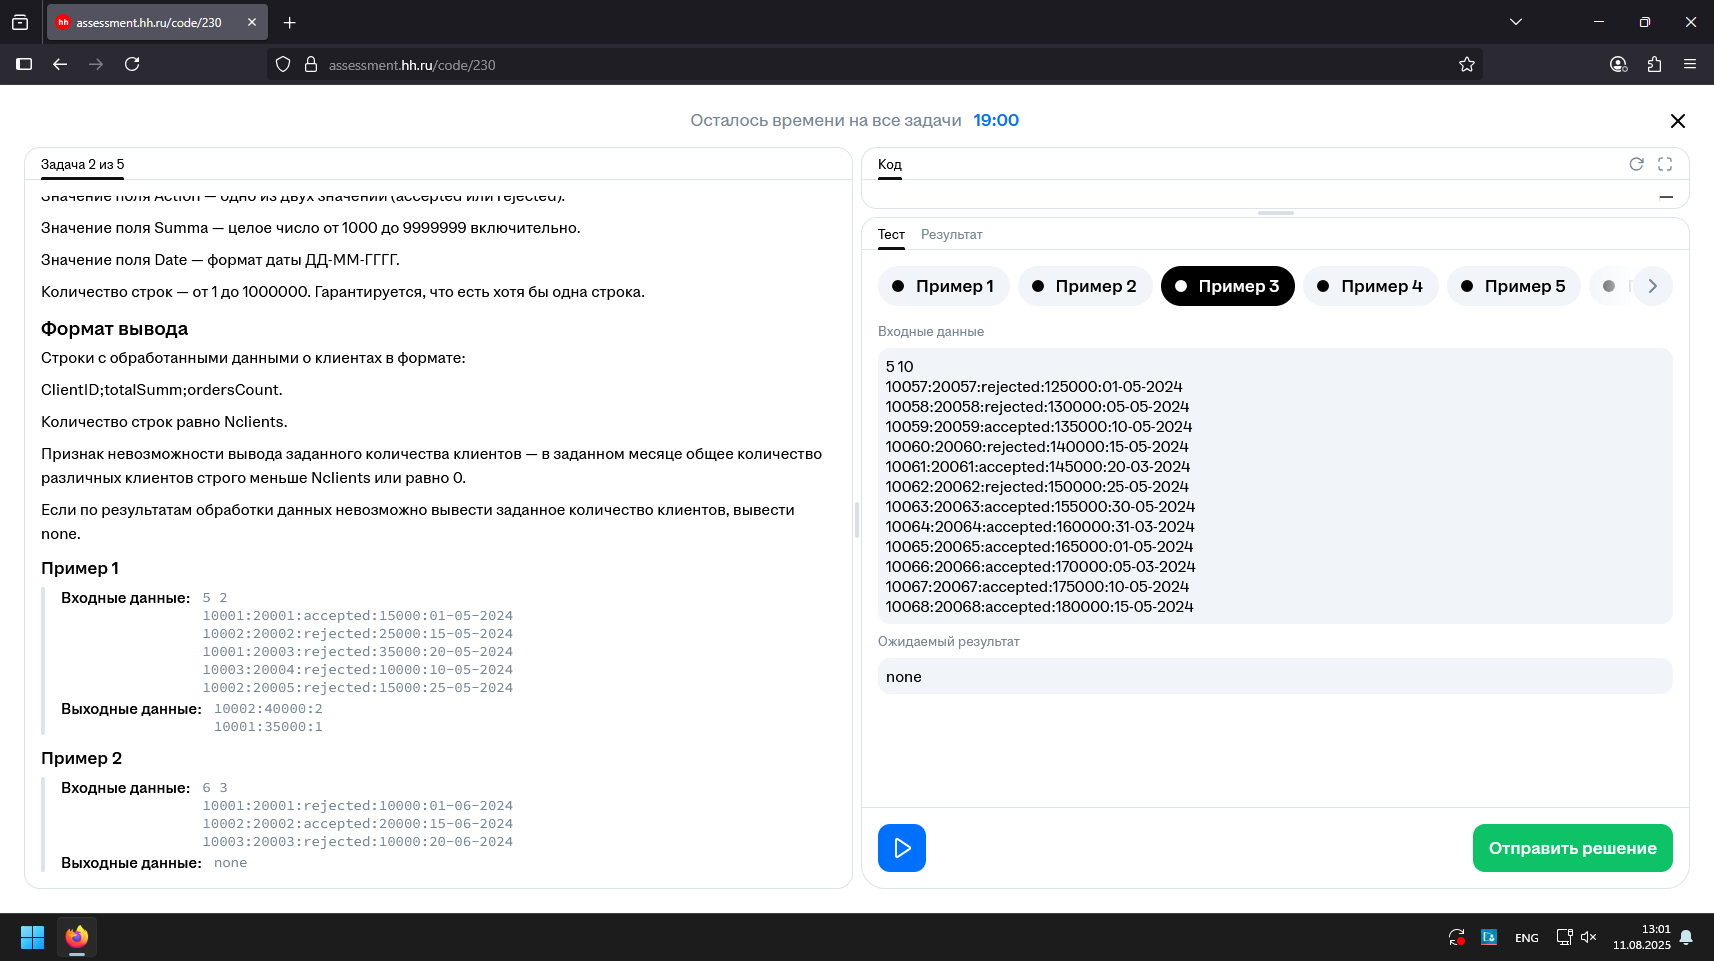 assessment.hh.ru/code/230
assessment.hh.ru/code/230
Осталось времени на все задачи 19:00
Задача 2 из 5
Значение поля Action — одно из двух значений (accepted или rejected).
Значение поля Summa — целое число от 1000 до 9999999 включительно.
Значение поля Date — формат даты ДД-ММ-ГГГГ.
Количество строк — от 1 до 1000000. Гарантируется, что есть хотя бы одна строка.
Формат вывода
Строки с обработанными данными о клиентах в формате:
ClientID;totalSumm;ordersCount.
Количество строк равно Nclients.
Признак невозможности вывода заданного количества клиентов — в заданном месяце общее количество
различных клиентов строго меньше Nclients или равно 0.
Если по результатам обработки данных невозможно вывести заданное количество клиентов, вывести
none.
Пример 1
Входные данные: 5 2
10001:20001:accepted:15000:01-05-2024
10002:20002:rejected:25000:15-05-2024
10001:20003:rejected:35000:20-05-2024
10003:20004:rejected:10000:10-05-2024
10002:20005:rejected:15000:25-05-2024
Выходные данные: 10002:40000:2
10001:35000:1
Пример 2
Входные данные: 6 3
10001:20001:rejected:10000:01-06-2024
10002:20002:accepted:20000:15-06-2024
10003:20003:rejected:10000:20-06-2024
Выходные данные: none
Код
Тест Результат
Пример 1 Пример 2 Пример 3 Пример 4 Пример 5
Входные данные
5 10
10057:20057:rejected:125000:01-05-2024
10058:20058:rejected:130000:05-05-2024
10059:20059:accepted:135000:10-05-2024
10060:20060:rejected:140000:15-05-2024
10061:20061:accepted:145000:20-03-2024
10062:20062:rejected:150000:25-05-2024
10063:20063:accepted:155000:30-05-2024
10064:20064:accepted:160000:31-03-2024
10065:20065:accepted:165000:01-05-2024
10066:20066:accepted:170000:05-03-2024
10067:20067:accepted:175000:10-05-2024
10068:20068:accepted:180000:15-05-2024
Ожидаемый результат
none
Отправить решение
ENG
13:01
11.08.2025